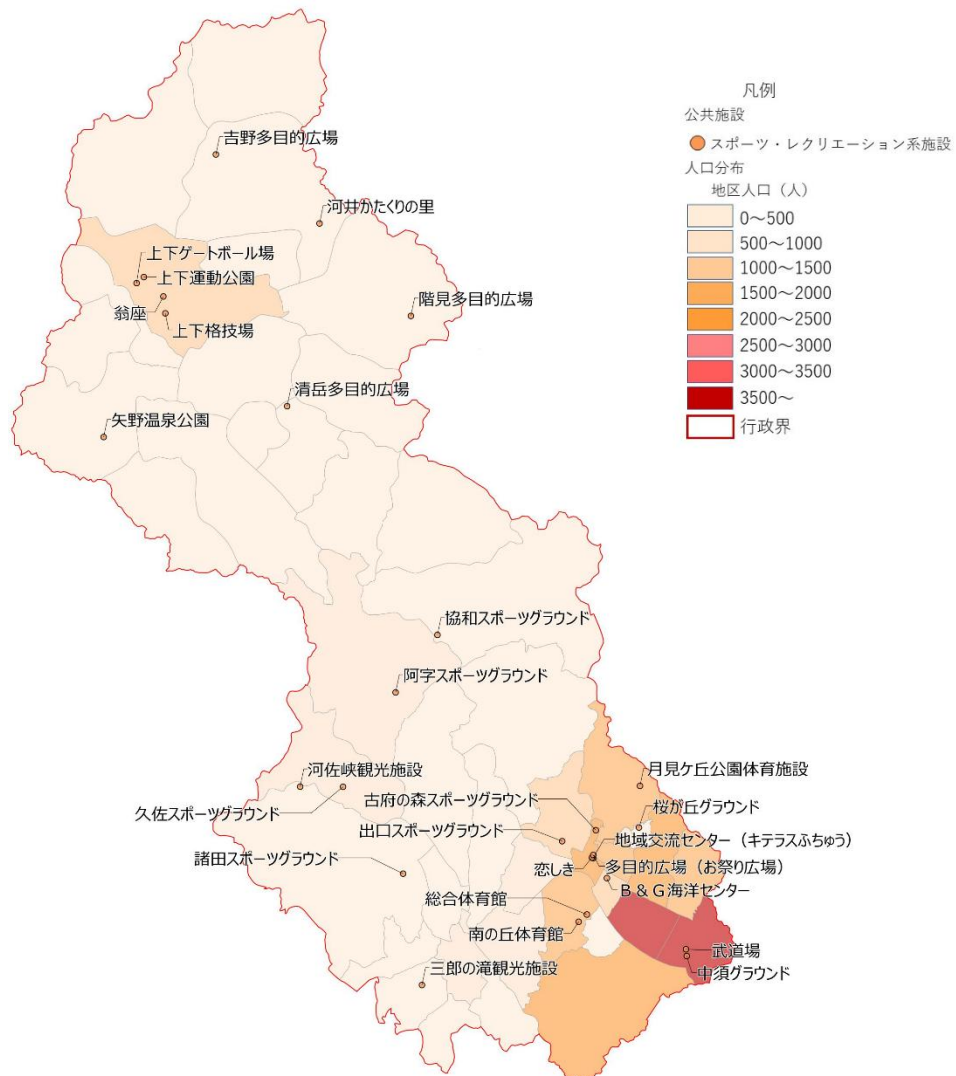 凡例
公共施設
スポーツ・レクリエーション系施設
人口分布
地区人口（人）
0～500
500～1000
1000～1500
1500～2000
2000～2500
2500～3000
3000～3500
3500～
行政界
吉野多目的広場
河井かたくりの里
上下ゲートボール場
上下運動公園
翁座
上下格技場
階見多目的広場
清岳多目的広場
矢野温泉公園
協和スポーツグラウンド
阿字スポーツグラウンド
河佐峡観光施設
月見ケ丘公園体育施設
久佐スポーツグラウンド
古府の森スポーツグラウンド
桜が丘グラウンド
出口スポーツグラウンド
地域交流センター（キテラスふちゅう）
諸田スポーツグラウンド
恋しき
多目的広場（お祭り広場）
Ｂ＆Ｇ海洋センター
総合体育館
南の丘体育館
武道場
三郎の滝観光施設
中須グラウンド